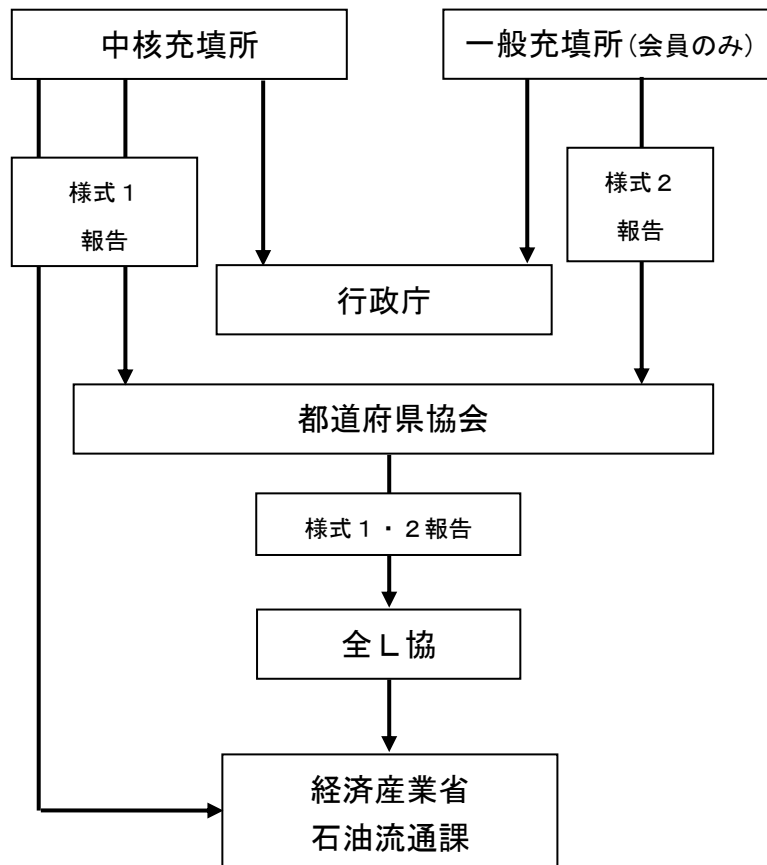 中核充填所
一般充填所(会員のみ)
様式1
報告
様式2
報告
行政庁
都道府県協会
様式1・2報告
全L協
経済産業省
石油流通課